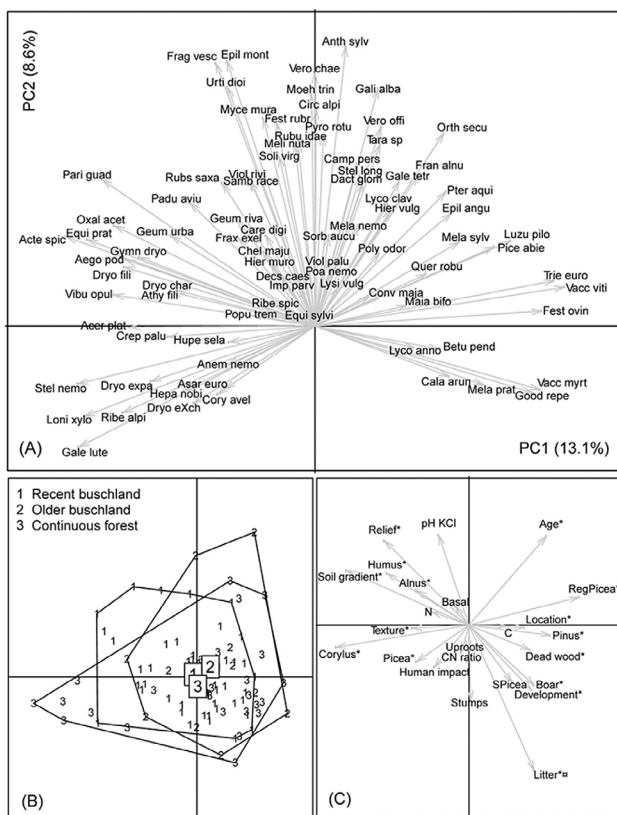 PC2 (8.6%)
Anth sylv
Frag vesc Epil mont
Vero chae
Urti dioi
Moeh trin Gali alba
Circ alpi
Myce mura
Fest rubr Vero offi
Pyro rotu Orth secu
Rubu idae
Meli nuta Tara sp
Soli virg
Camp pers
Fran alnu
Stel long
Pari guad Rubs saxa Viol rivi
Samb race Dact glom Gale tetr
Pter aqui
Padu aviu Lyco clav
Hier vulg Epil angu
Oxal acet Geum riva
Equi prat Geum urba Care digi Mela nemo
Acte spic Frax exel Sorb aucu Mela sylv Luzu pilo
Gymn dryo Chel maju Poly odor Pice abie
Aego pod Hier muro Viol palu Quer robu
Dryo fili Decs caes Poa nemo
Dryo char Imp parv Lysi vulg Trie euro
Vibu opul Athy fili Conv maja Vacc viti
Ribe spic Maia bifo
Popu trem Equi sylvi Fest ovin
Acer plat
Crep palu Hupe sela
Lyco anno Betu pend
Anem nemo
Stel nemo Dryo expa Asar euro Cala arun Vacc myrt
Hepa nobi Mela prat Good repe
Loni xylo Ribe alpi Dryo eXch Cory avel
(A) Gale lute PC1 (13.1%)
1 Recent buschland
2 Older buschland
3 Continuous forest
1 2 3
(B)
Relief* pH KCl Age*
Humus*
Soil gradient* Alnus*
RegPicea*
Basal
N
Location*
Texture* C Pinus*
Corylus* Uproots Dead wood*
Picea* CN ratio
Human impact
SPicea Boar*
Development*
Stumps
Litter*¤
(C)